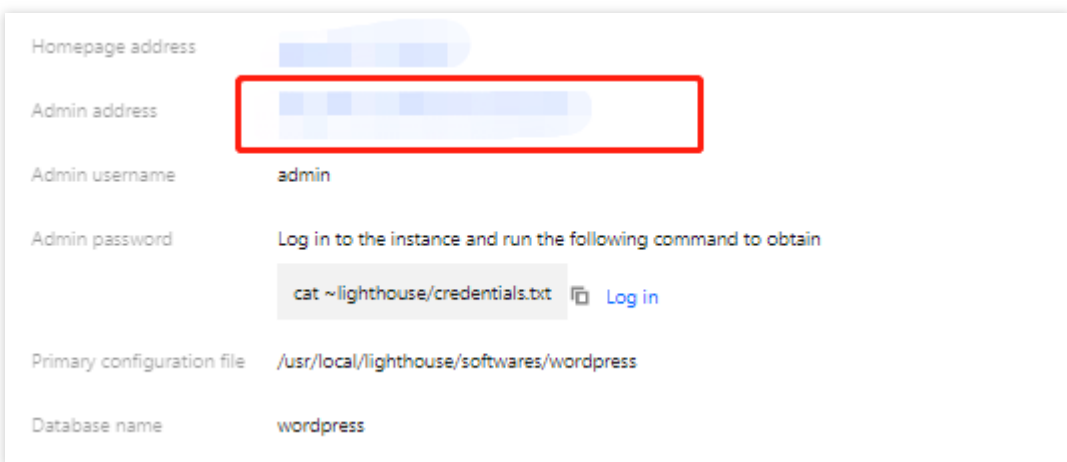 Homepage address
Admin address
Admin username admin
Admin password Log in to the instance and run the following command to obtain
cat ~lighthouse/credentials.txt Log in
Primary configuration file /usr/local/lighthouse/softwares/wordpress
Database name wordpress